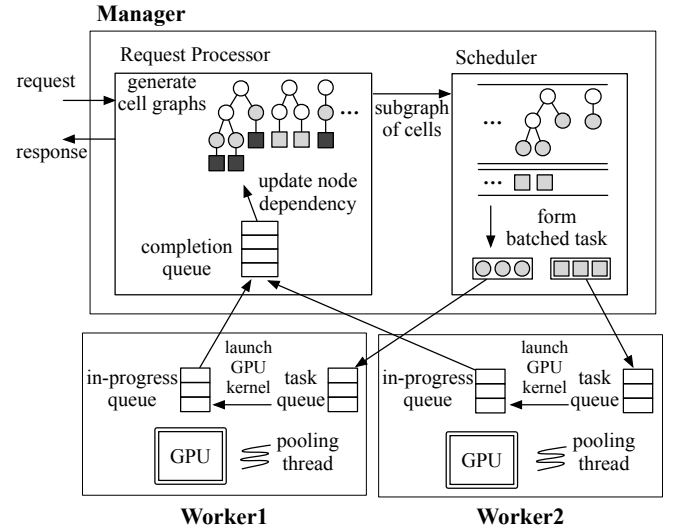 Manager
Request Processor
Scheduler
request
response
generate
cell graphs
...
subgraph
of cells
...
...
update node
dependency
completion
queue
form
batched task
in-progress
queue
launch
GPU
kernel
task
queue
GPU
pooling
thread
in-progress
queue
launch
GPU
kernel
task
queue
GPU
pooling
thread
Worker1
Worker2